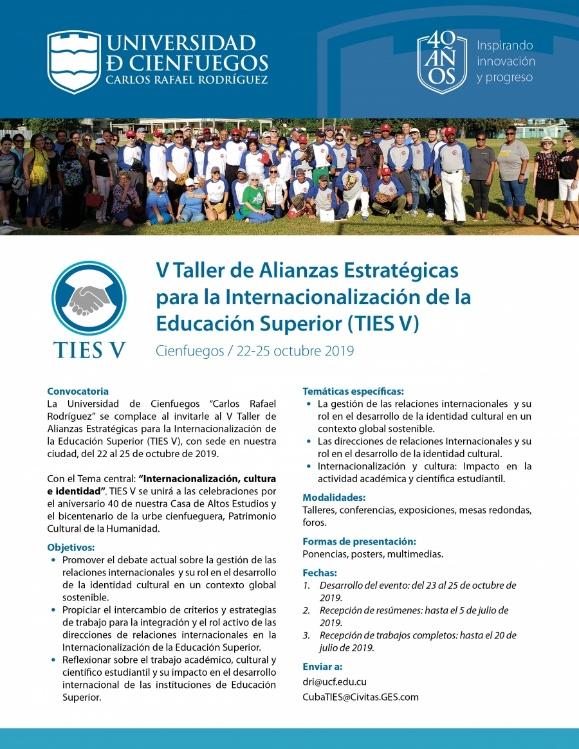 UNIVERSIDAD
Ð CIENFUEGOS
CARLOS RAFAEL RODRÍGUEZ
40
AÑ
OS
Inspirando
innovación
y progreso
TIES V
V Taller de Alianzas Estratégicas
para la Internacionalización de la
Educación Superior (TIES V)
Cienfuegos / 22-25 octubre 2019
Convocatoria
La Universidad de Cienfuegos "Carlos Rafael
Rodríguez" se complace al invitarle al V Taller de
Alianzas Estratégicas para la Internacionalización de
la Educación Superior (TIES V), con sede en nuestra
ciudad, del 22 al 25 de octubre de 2019.
Con el Tema central: "Internacionalización, cultura
e identidad". TIES V se unirá a las celebraciones por
el aniversario 40 de nuestra Casa de Altos Estudios y
el bicentenario de la urbe cienfueguera, Patrimonio
Cultural de la Humanidad.
Objetivos:
• Promover el debate actual sobre la gestión de las
relaciones internacionales y su rol en el desarrollo
de la identidad cultural en un contexto global
sostenible.
• Propiciar el intercambio de criterios y estrategias
de trabajo para la integración y el rol activo de las
direcciones de relaciones internacionales en la
Internacionalización de la Educación Superior.
• Reflexionar sobre el trabajo académico, cultural y
científico estudiantil y su impacto en el desarrollo
internacional de las instituciones de Educación
Superior.
Temáticas específicas:
• La gestión de las relaciones internacionales y su
rol en el desarrollo de la identidad cultural en un
contexto global sostenible.
• Las direcciones de relaciones Internacionales y su
rol en el desarrollo de la identidad cultural.
• Internacionalización y cultura: Impacto en la
actividad académica y científica estudiantil.
Modalidades:
Talleres, conferencias, exposiciones, mesas redondas,
foros.
Formas de presentación:
Ponencias, posters, multimedias.
Fechas:
1. Desarrollo del evento: del 23 al 25 de octubre de
2019.
2. Recepción de resúmenes: hasta el 5 de julio de
2019.
3. Recepción de trabajos completos: hasta el 20 de
julio de 2019.
Enviar a:
dri@ucf.edu.cu
CubaTIES@Civitas.GES.com